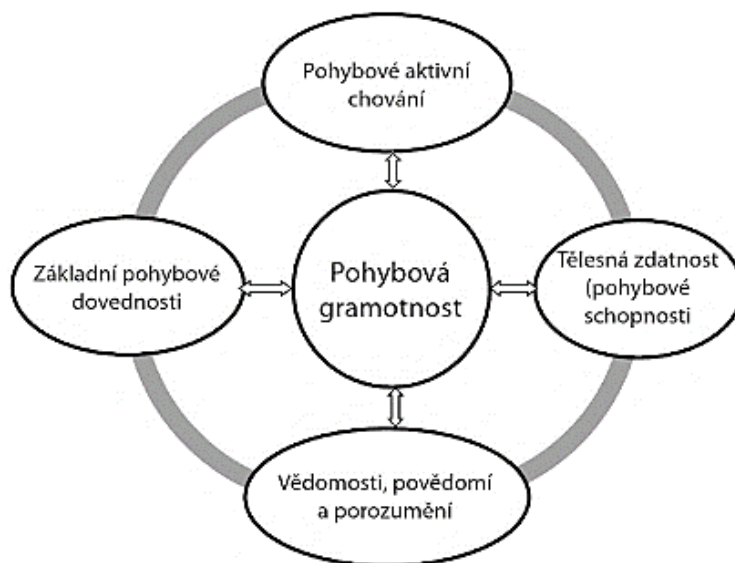 Pohybové aktivní
chování
Základní pohybové
dovednosti
Pohybová
gramotnost
Tělesná zdatnost
(pohybové
schopnosti
Vědomosti, povědomí
a porozumění